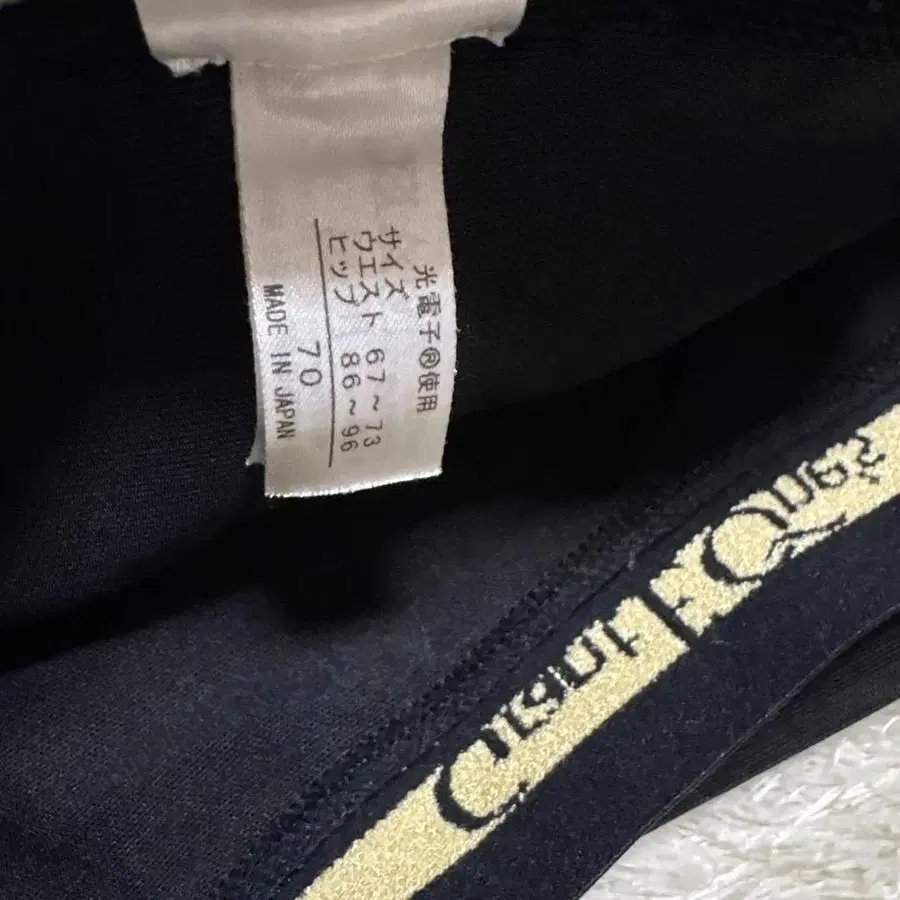 光電子®使用
サイズ
ウエスト 67～73
ヒップ 86～96
70
MADE IN JAPAN